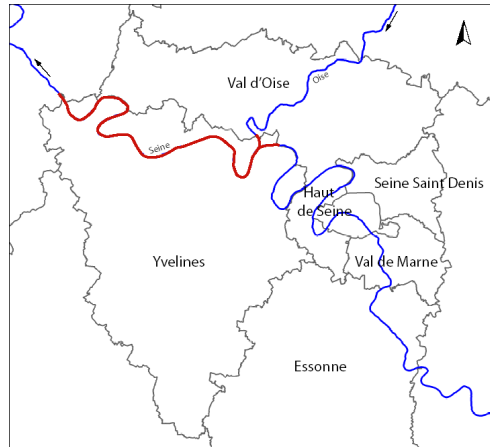 Oise
Val d'Oise
Seine
Seine Saint Denis
Haut
de Seine
Yvelines
Val de Marne
Essonne